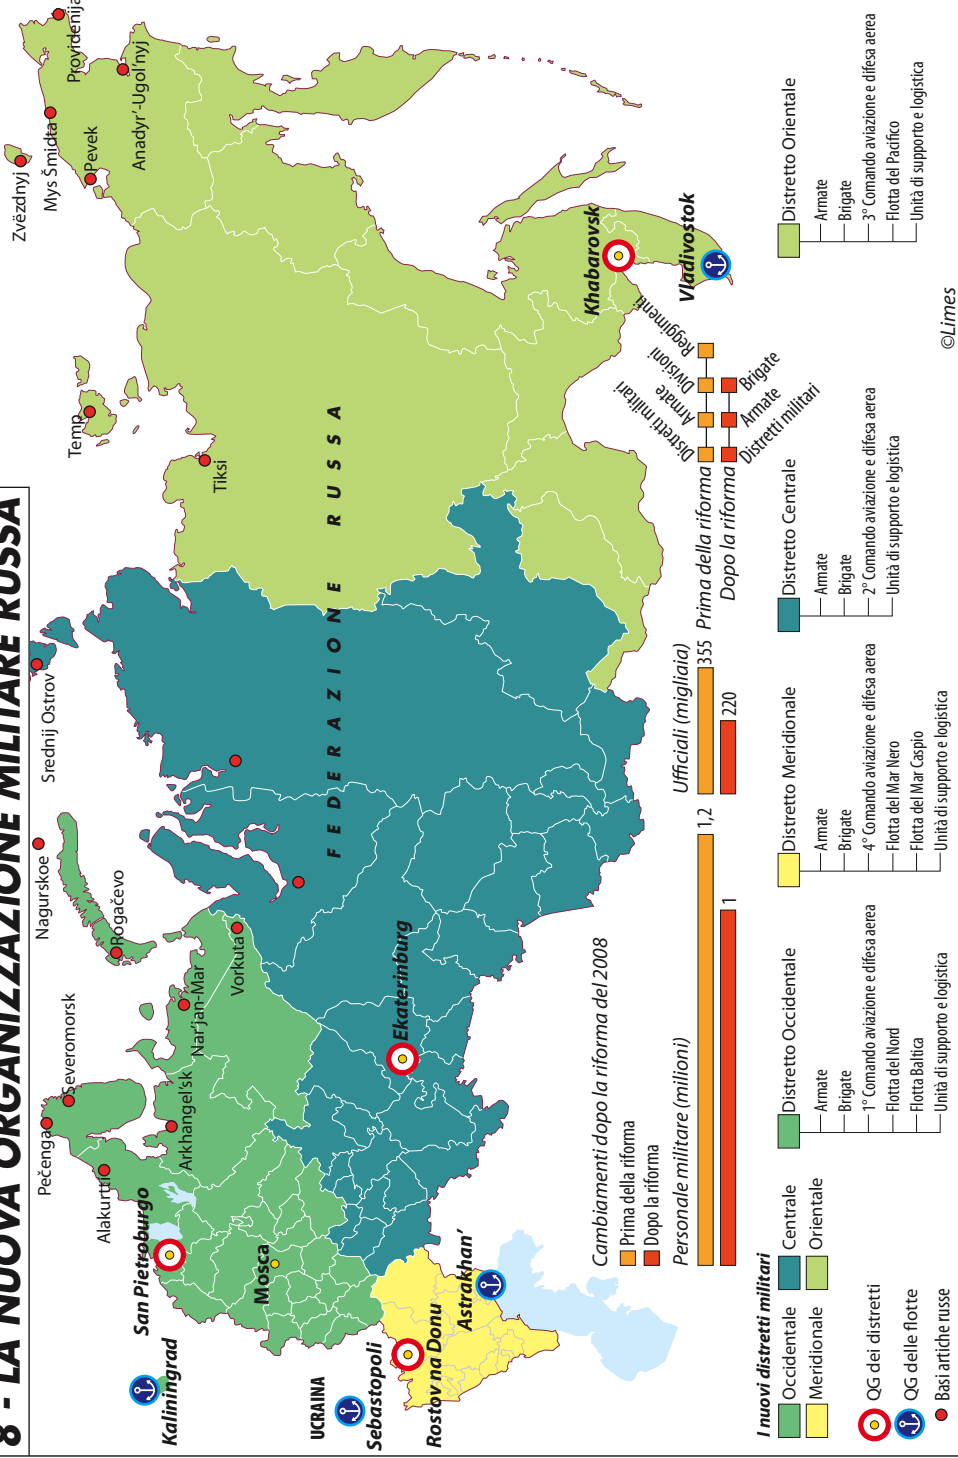 8 - LA NUOVA ORGANIZZAZIONE MILITARE RUSSA
Zvëzdnyj
Mys Šmidta
Providenija
Pevek
Anadyr'-Ugol'nyj
Temp
Tiksi
Srednij Ostrov
Nagurskoe
Rogačevo
Severomorsk
Pečenga
Alakurtti
Arkhangel'sk
Nar'jan-Mar
Vorkuta
San Pietroburgo
Kaliningrad
Mosca
UCRAINA
Sebastopoli
Rostov na Donu
Astrakhan'
Ekaterinburg
FEDERAZIONE RUSSA
Khabarovsk
Vladivostok
Cambiamenti dopo la riforma del 2008
Prima della riforma
Dopo la riforma
Personale militare (milioni)
1,2
1
Ufficiali (migliaia)
355
220
Prima della riforma
Distretti militari
Armate
Divisioni
Reggimenti
Dopo la riforma
Distretti militari
Armate
Brigate
I nuovi distretti militari
Occidentale
Centrale
Meridionale
Orientale
QG dei distretti
QG delle flotte
Basi artiche russe
Distretto Occidentale
Armate
Brigate
1° Comando aviazione e difesa aerea
Flotta del Nord
Flotta Baltica
Unità di supporto e logistica
Distretto Meridionale
Armate
Brigate
4° Comando aviazione e difesa aerea
Flotta del Mar Nero
Flotta del Mar Caspio
Unità di supporto e logistica
Distretto Centrale
Armate
Brigate
2° Comando aviazione e difesa aerea
Unità di supporto e logistica
Distretto Orientale
Armate
Brigate
3° Comando aviazione e difesa aerea
Flotta del Pacifico
Unità di supporto e logistica
©Limes